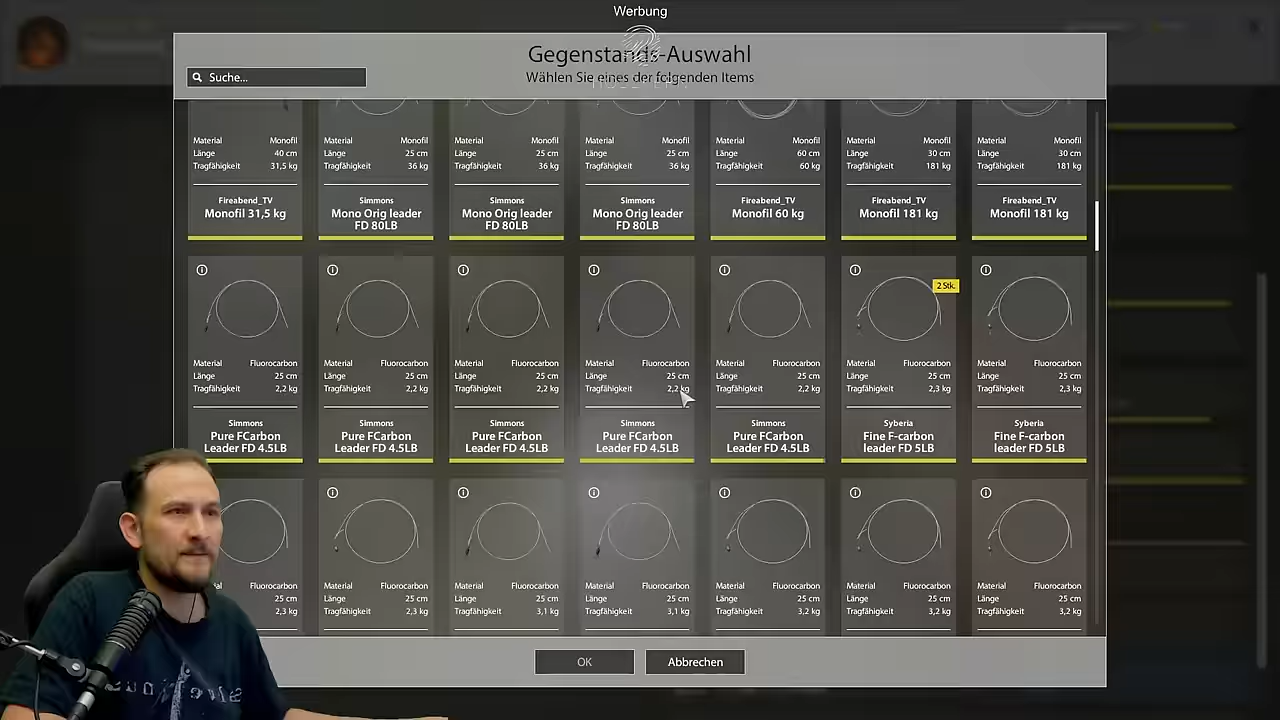 Werbung
Gegenstands-Auswahl
Suche...
Wählen Sie eines der folgenden Items
Material Monofil
Länge 40 cm
Tragfähigkeit 31,5 kg
Fireabend_TV
Monofil 31,5 kg
Material Monofil
Länge 25 cm
Tragfähigkeit 36 kg
Simmons
Mono Orig leader
FD 80LB
Material Monofil
Länge 25 cm
Tragfähigkeit 36 kg
Simmons
Mono Orig leader
FD 80LB
Material Monofil
Länge 25 cm
Tragfähigkeit 36 kg
Simmons
Mono Orig leader
FD 80LB
Material Monofil
Länge 60 cm
Tragfähigkeit 60 kg
Fireabend_TV
Monofil 60 kg
Material Monofil
Länge 30 cm
Tragfähigkeit 181 kg
Fireabend_TV
Monofil 181 kg
Material Monofil
Länge 30 cm
Tragfähigkeit 181 kg
Fireabend_TV
Monofil 181 kg
Material Fluorocarbon
Länge 25 cm
Tragfähigkeit 2,2 kg
Simmons
Pure FCarbon
Leader FD 4.5LB
Material Fluorocarbon
Länge 25 cm
Tragfähigkeit 2,2 kg
Simmons
Pure FCarbon
Leader FD 4.5LB
Material Fluorocarbon
Länge 25 cm
Tragfähigkeit 2,2 kg
Simmons
Pure FCarbon
Leader FD 4.5LB
Material Fluorocarbon
Länge 25 cm
Tragfähigkeit 2,2 kg
Simmons
Pure FCarbon
Leader FD 4.5LB
Material Fluorocarbon
Länge 25 cm
Tragfähigkeit 2,2 kg
Simmons
Pure FCarbon
Leader FD 4.5LB
2 Stk.
Material Fluorocarbon
Länge 25 cm
Tragfähigkeit 2,3 kg
Syberia
Fine F-carbon
leader FD 5LB
Material Fluorocarbon
Länge 25 cm
Tragfähigkeit 2,3 kg
Syberia
Fine F-carbon
leader FD 5LB
Material Fluorocarbon
Länge 25 cm
Tragfähigkeit 2,3 kg
Material Fluorocarbon
Länge 25 cm
Tragfähigkeit 2,3 kg
Material Fluorocarbon
Länge 25 cm
Tragfähigkeit 3,1 kg
Material Fluorocarbon
Länge 25 cm
Tragfähigkeit 3,1 kg
Material Fluorocarbon
Länge 25 cm
Tragfähigkeit 3,2 kg
Material Fluorocarbon
Länge 25 cm
Tragfähigkeit 3,2 kg
Material Fluorocarbon
Länge 25 cm
Tragfähigkeit 3,2 kg
OK
Abbrechen